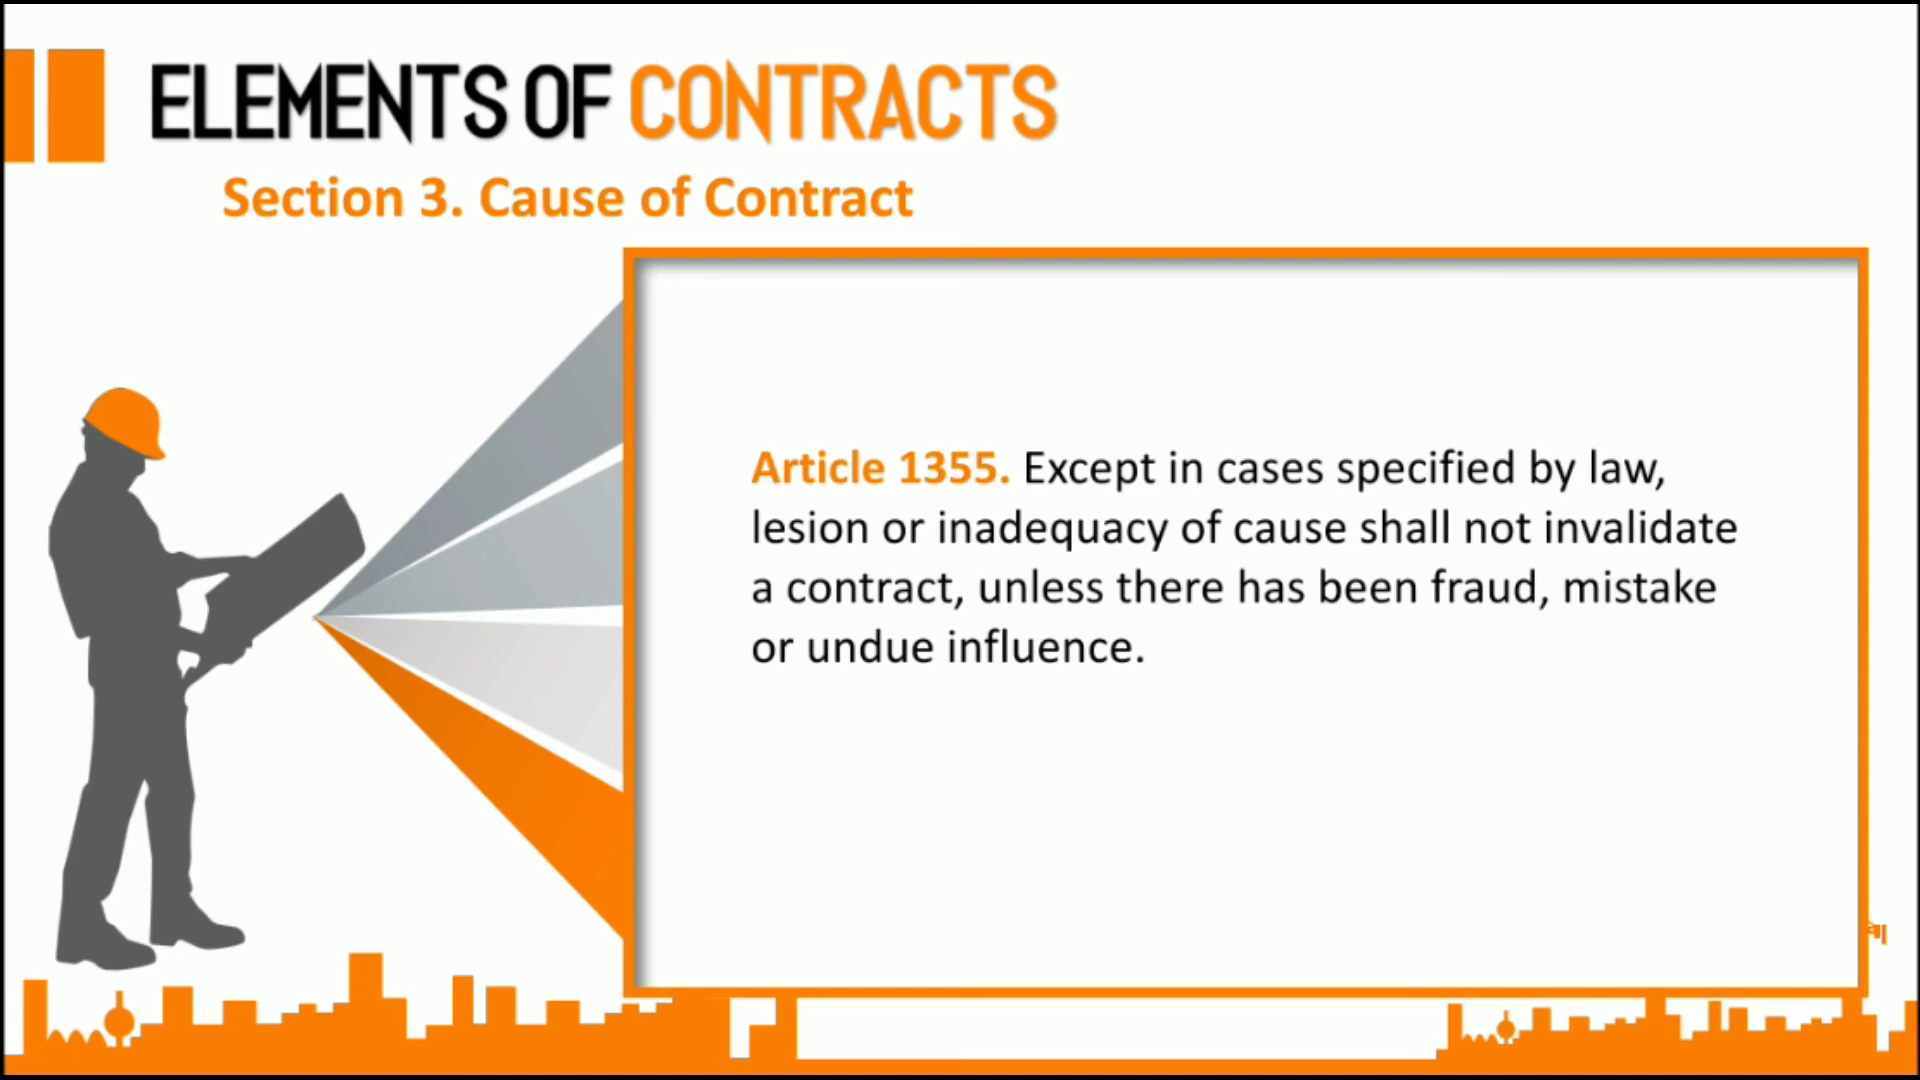 ELEMENTS OF CONTRACTS
Section 3. Cause of Contract
Article 1355. Except in cases specified by law,
lesion or inadequacy of cause shall not invalidate
a contract, unless there has been fraud, mistake
or undue influence.